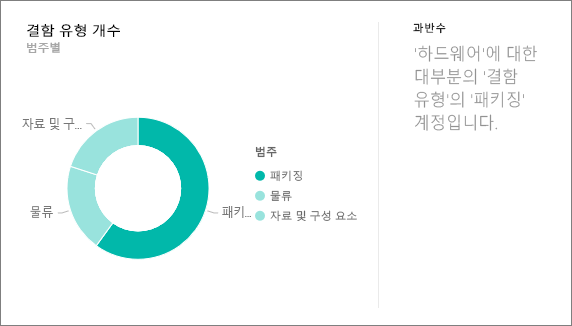 결함 유형 개수
범주별
자료 및 구...
물류
패키...
범주
패키징
물류
자료 및 구성 요소
과반수
'하드웨어'에 대한
대부분의 '결함
유형'의 '패키징'
계정입니다.